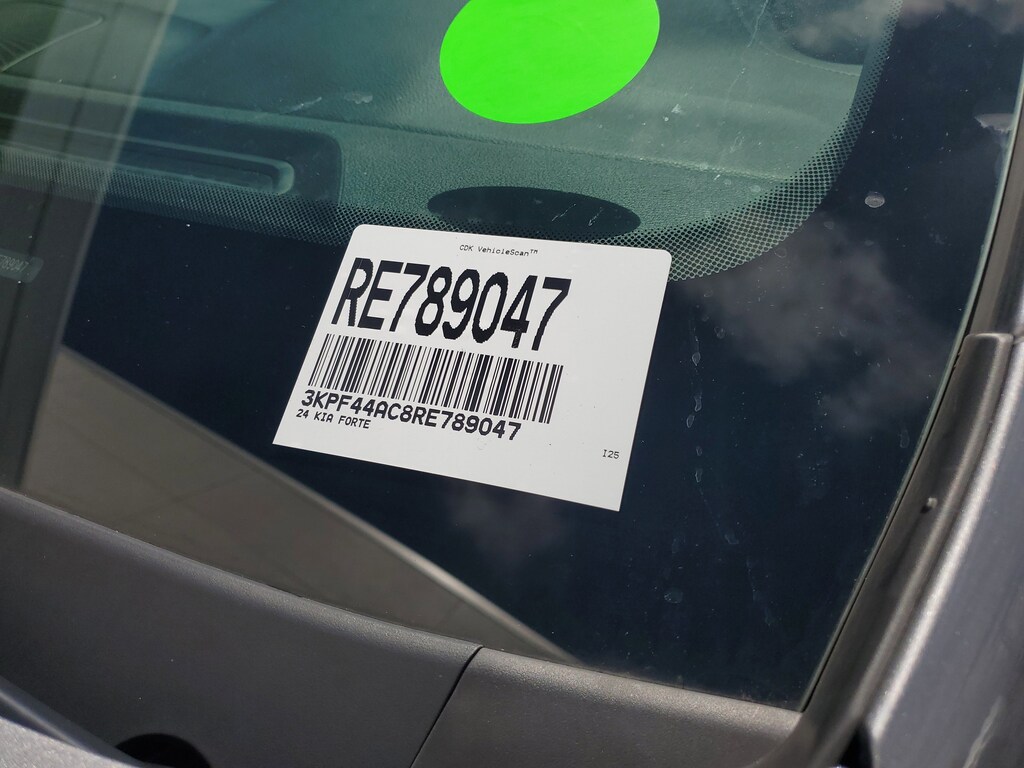 CDK VehicleScan™
RE789047
3KPF44AC8RE789047
24 KIA FORTE
I25